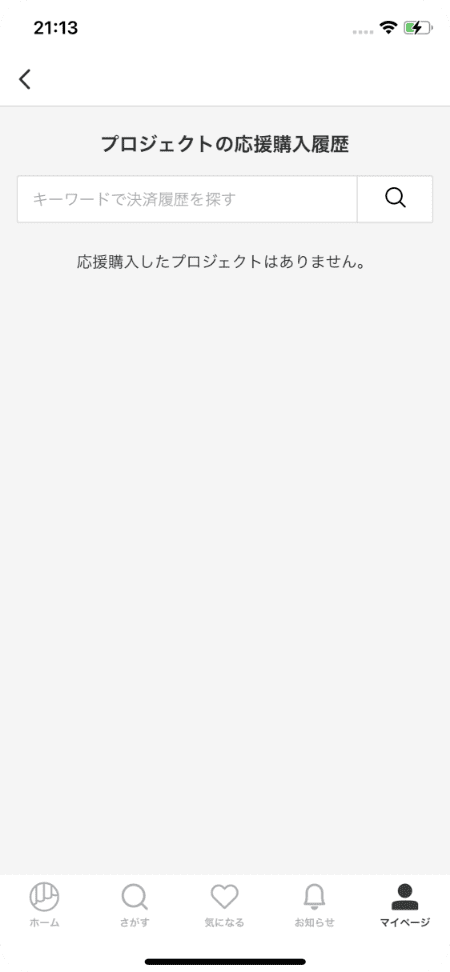 21:13
プロジェクトの応援購入履歴
キーワードで決済履歴を探す
応援購入したプロジェクトはありません。
ホーム
さがす
気になる
お知らせ
マイページ